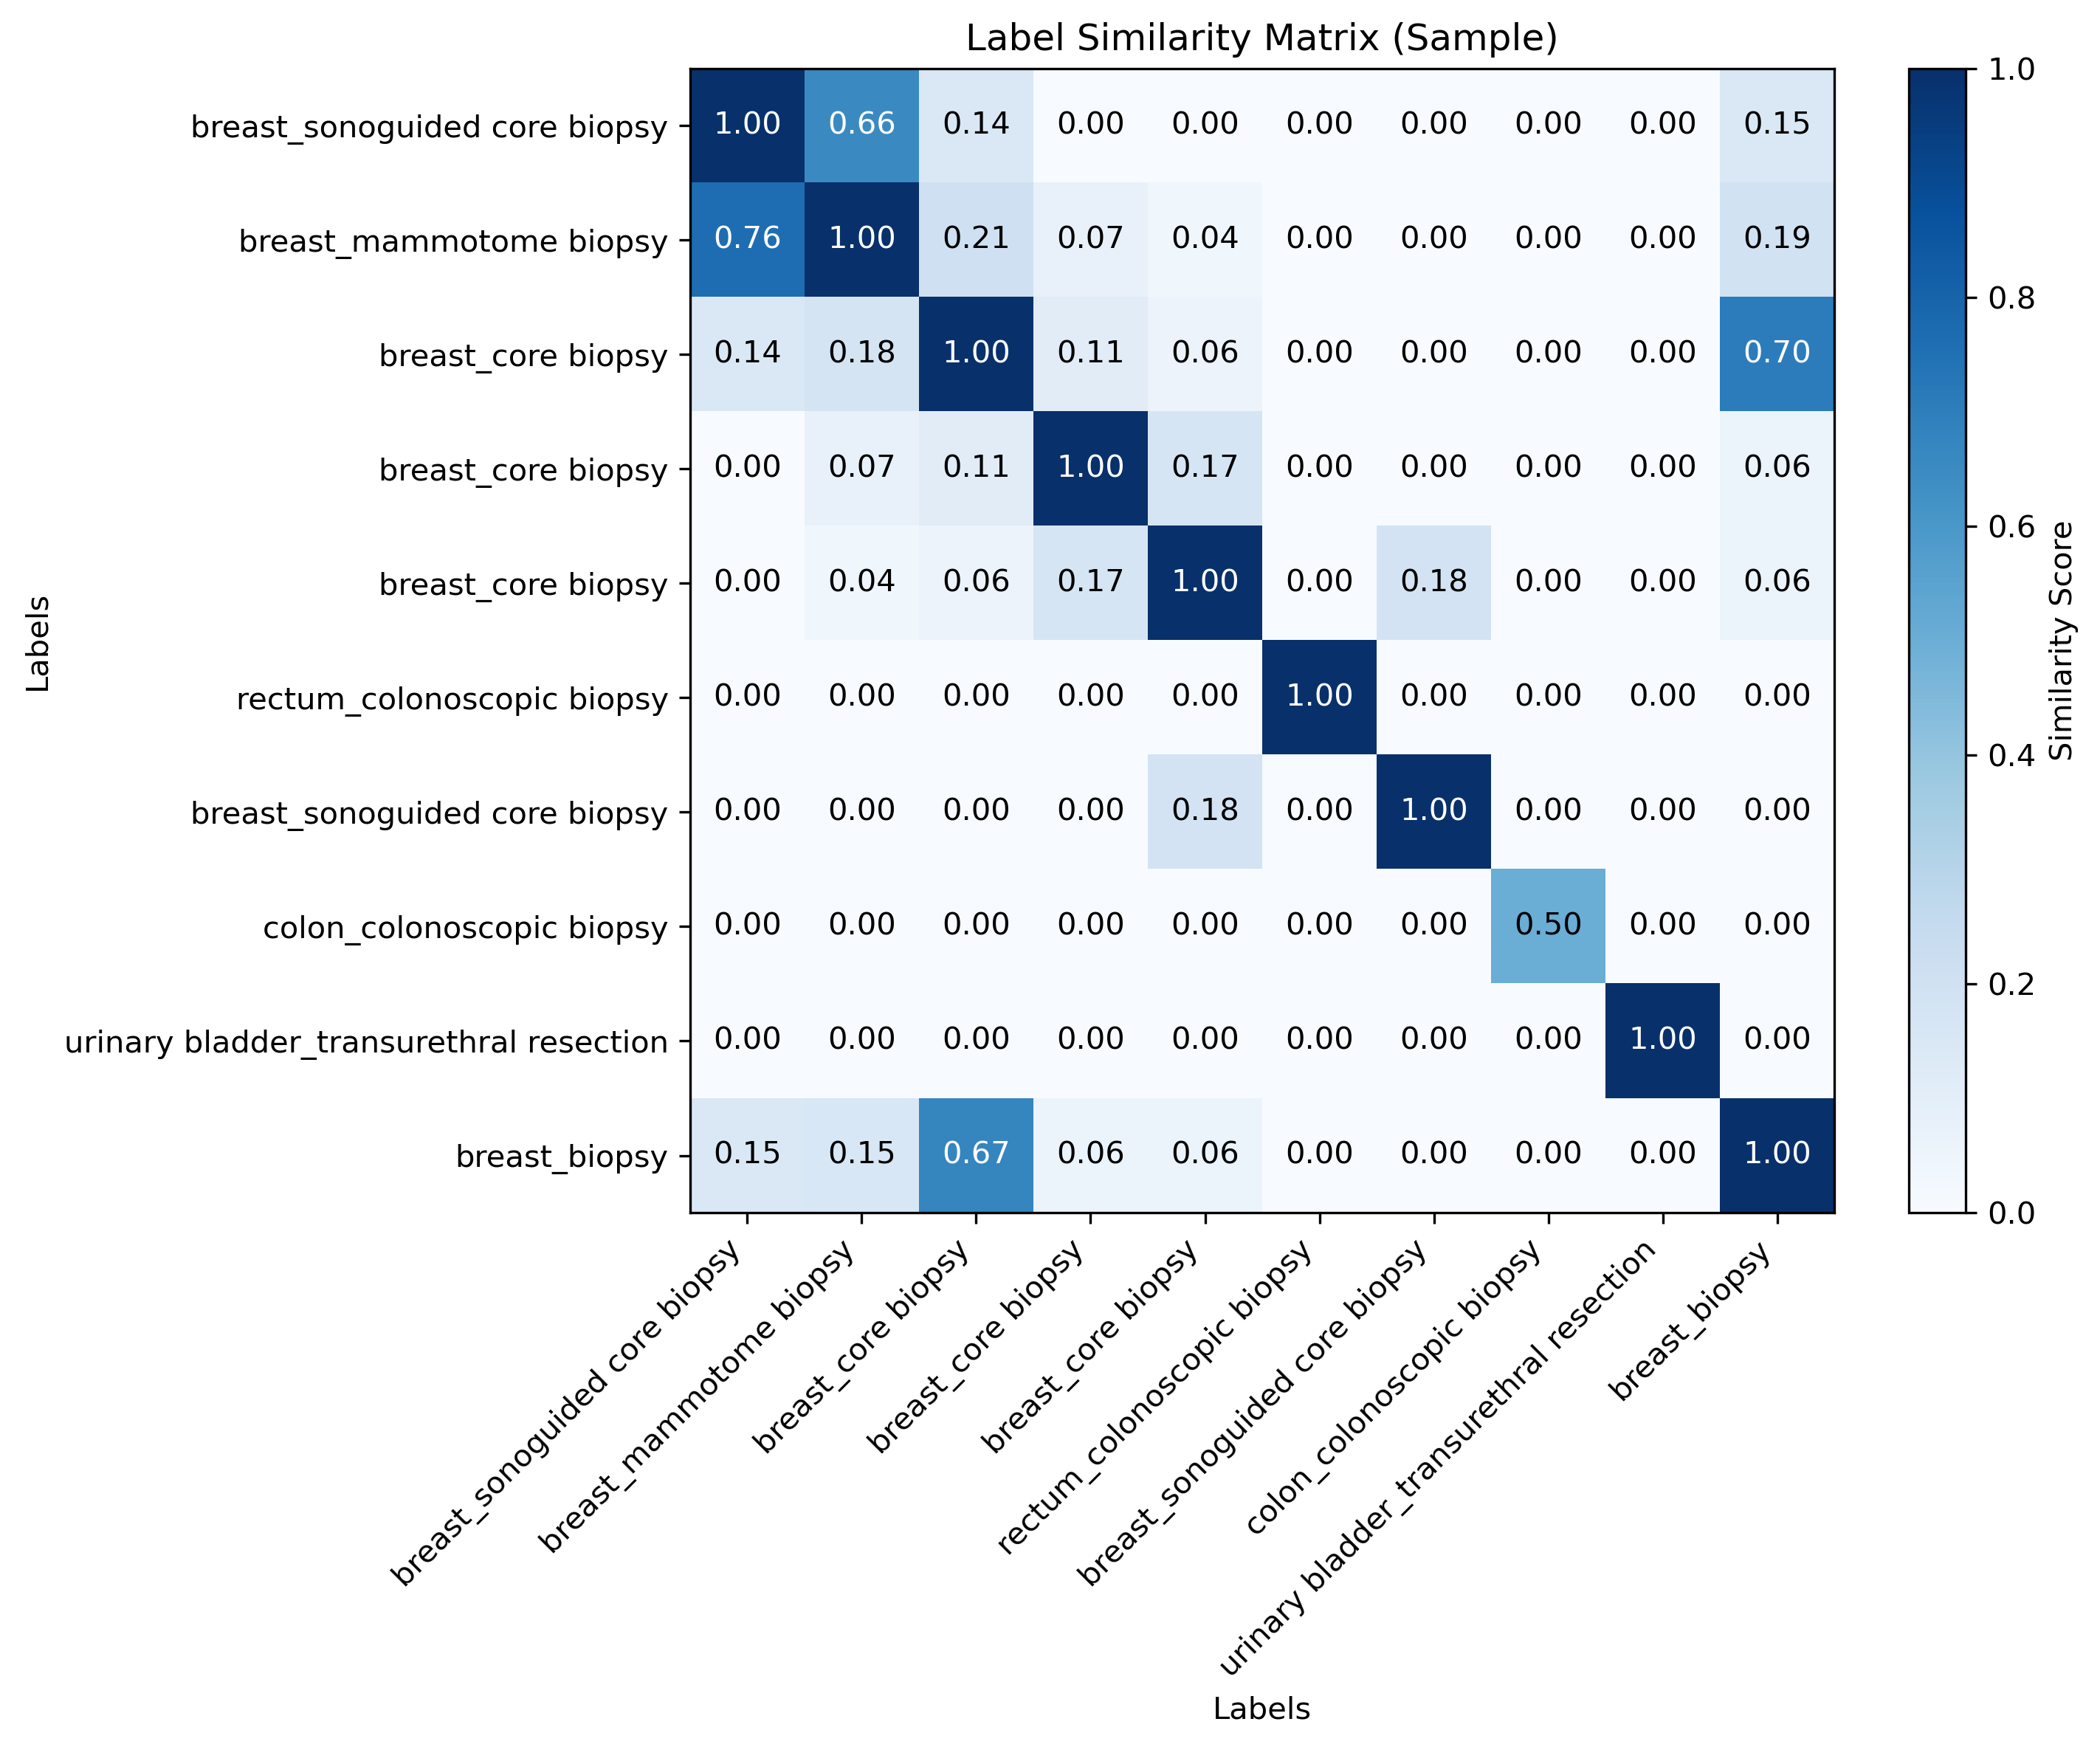 Label Similarity Matrix (Sample)
breast_sonoguided core biopsy 1.00 0.66 0.14 0.00 0.00 0.00 0.00 0.00 0.00 0.15
breast_mammotome biopsy 0.76 1.00 0.21 0.07 0.04 0.00 0.00 0.00 0.00 0.19
breast_core biopsy 0.14 0.18 1.00 0.11 0.06 0.00 0.00 0.00 0.00 0.70
breast_core biopsy 0.00 0.07 0.11 1.00 0.17 0.00 0.00 0.00 0.00 0.06
breast_core biopsy 0.00 0.04 0.06 0.17 1.00 0.00 0.18 0.00 0.00 0.06
rectum_colonoscopic biopsy 0.00 0.00 0.00 0.00 0.00 1.00 0.00 0.00 0.00 0.00
breast_sonoguided core biopsy 0.00 0.00 0.00 0.00 0.18 0.00 1.00 0.00 0.00 0.00
colon_colonoscopic biopsy 0.00 0.00 0.00 0.00 0.00 0.00 0.00 0.50 0.00 0.00
urinary bladder_transurethral resection 0.00 0.00 0.00 0.00 0.00 0.00 0.00 0.00 1.00 0.00
breast_biopsy 0.15 0.15 0.67 0.06 0.06 0.00 0.00 0.00 0.00 1.00
Labels
breast_sonoguided core biopsy
breast_mammotome biopsy
breast_core biopsy
breast_core biopsy
breast_core biopsy
rectum_colonoscopic biopsy
breast_sonoguided core biopsy
colon_colonoscopic biopsy
urinary bladder_transurethral resection
breast_biopsy
Labels
1.0
0.8
0.6
0.4
0.2
0.0
Similarity Score